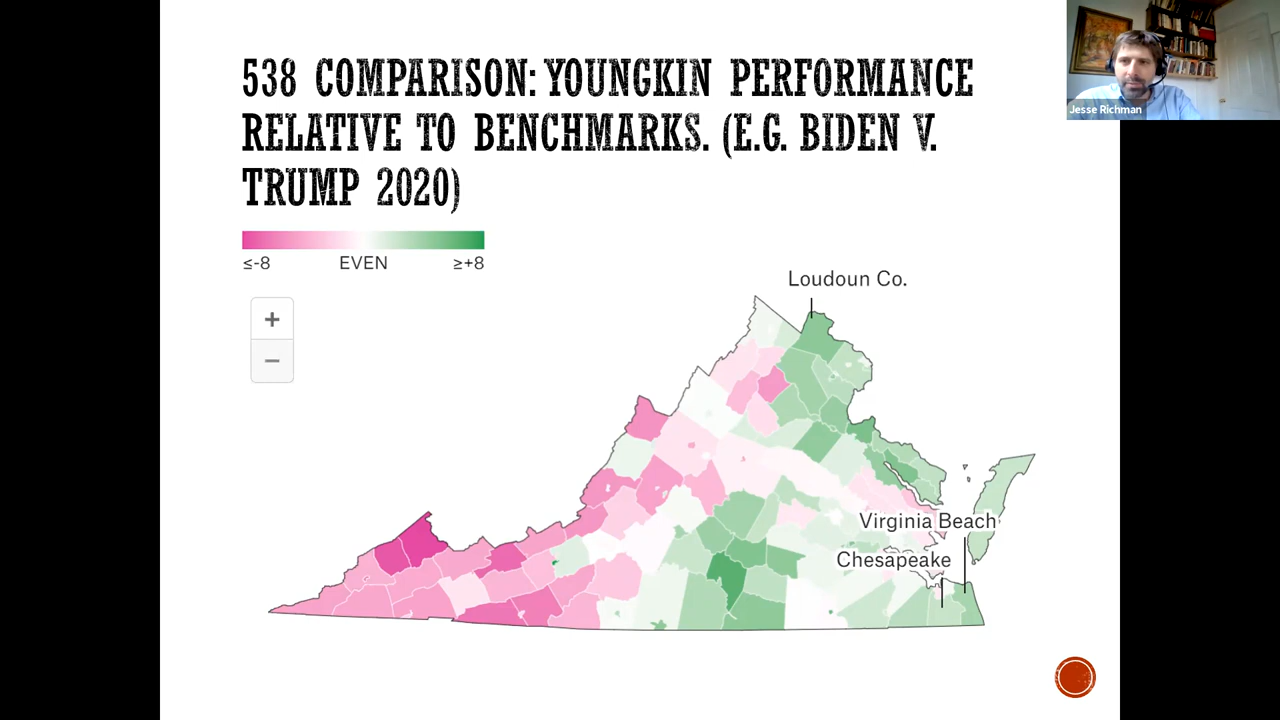 538 COMPARISON: YOUNGKIN PERFORMANCE
RELATIVE TO BENCHMARKS. (E.G. BIDEN V.
TRUMP 2020)
Jesse Richman
≤-8 EVEN ≥+8
+
−
Loudoun Co.
Virginia Beach
Chesapeake